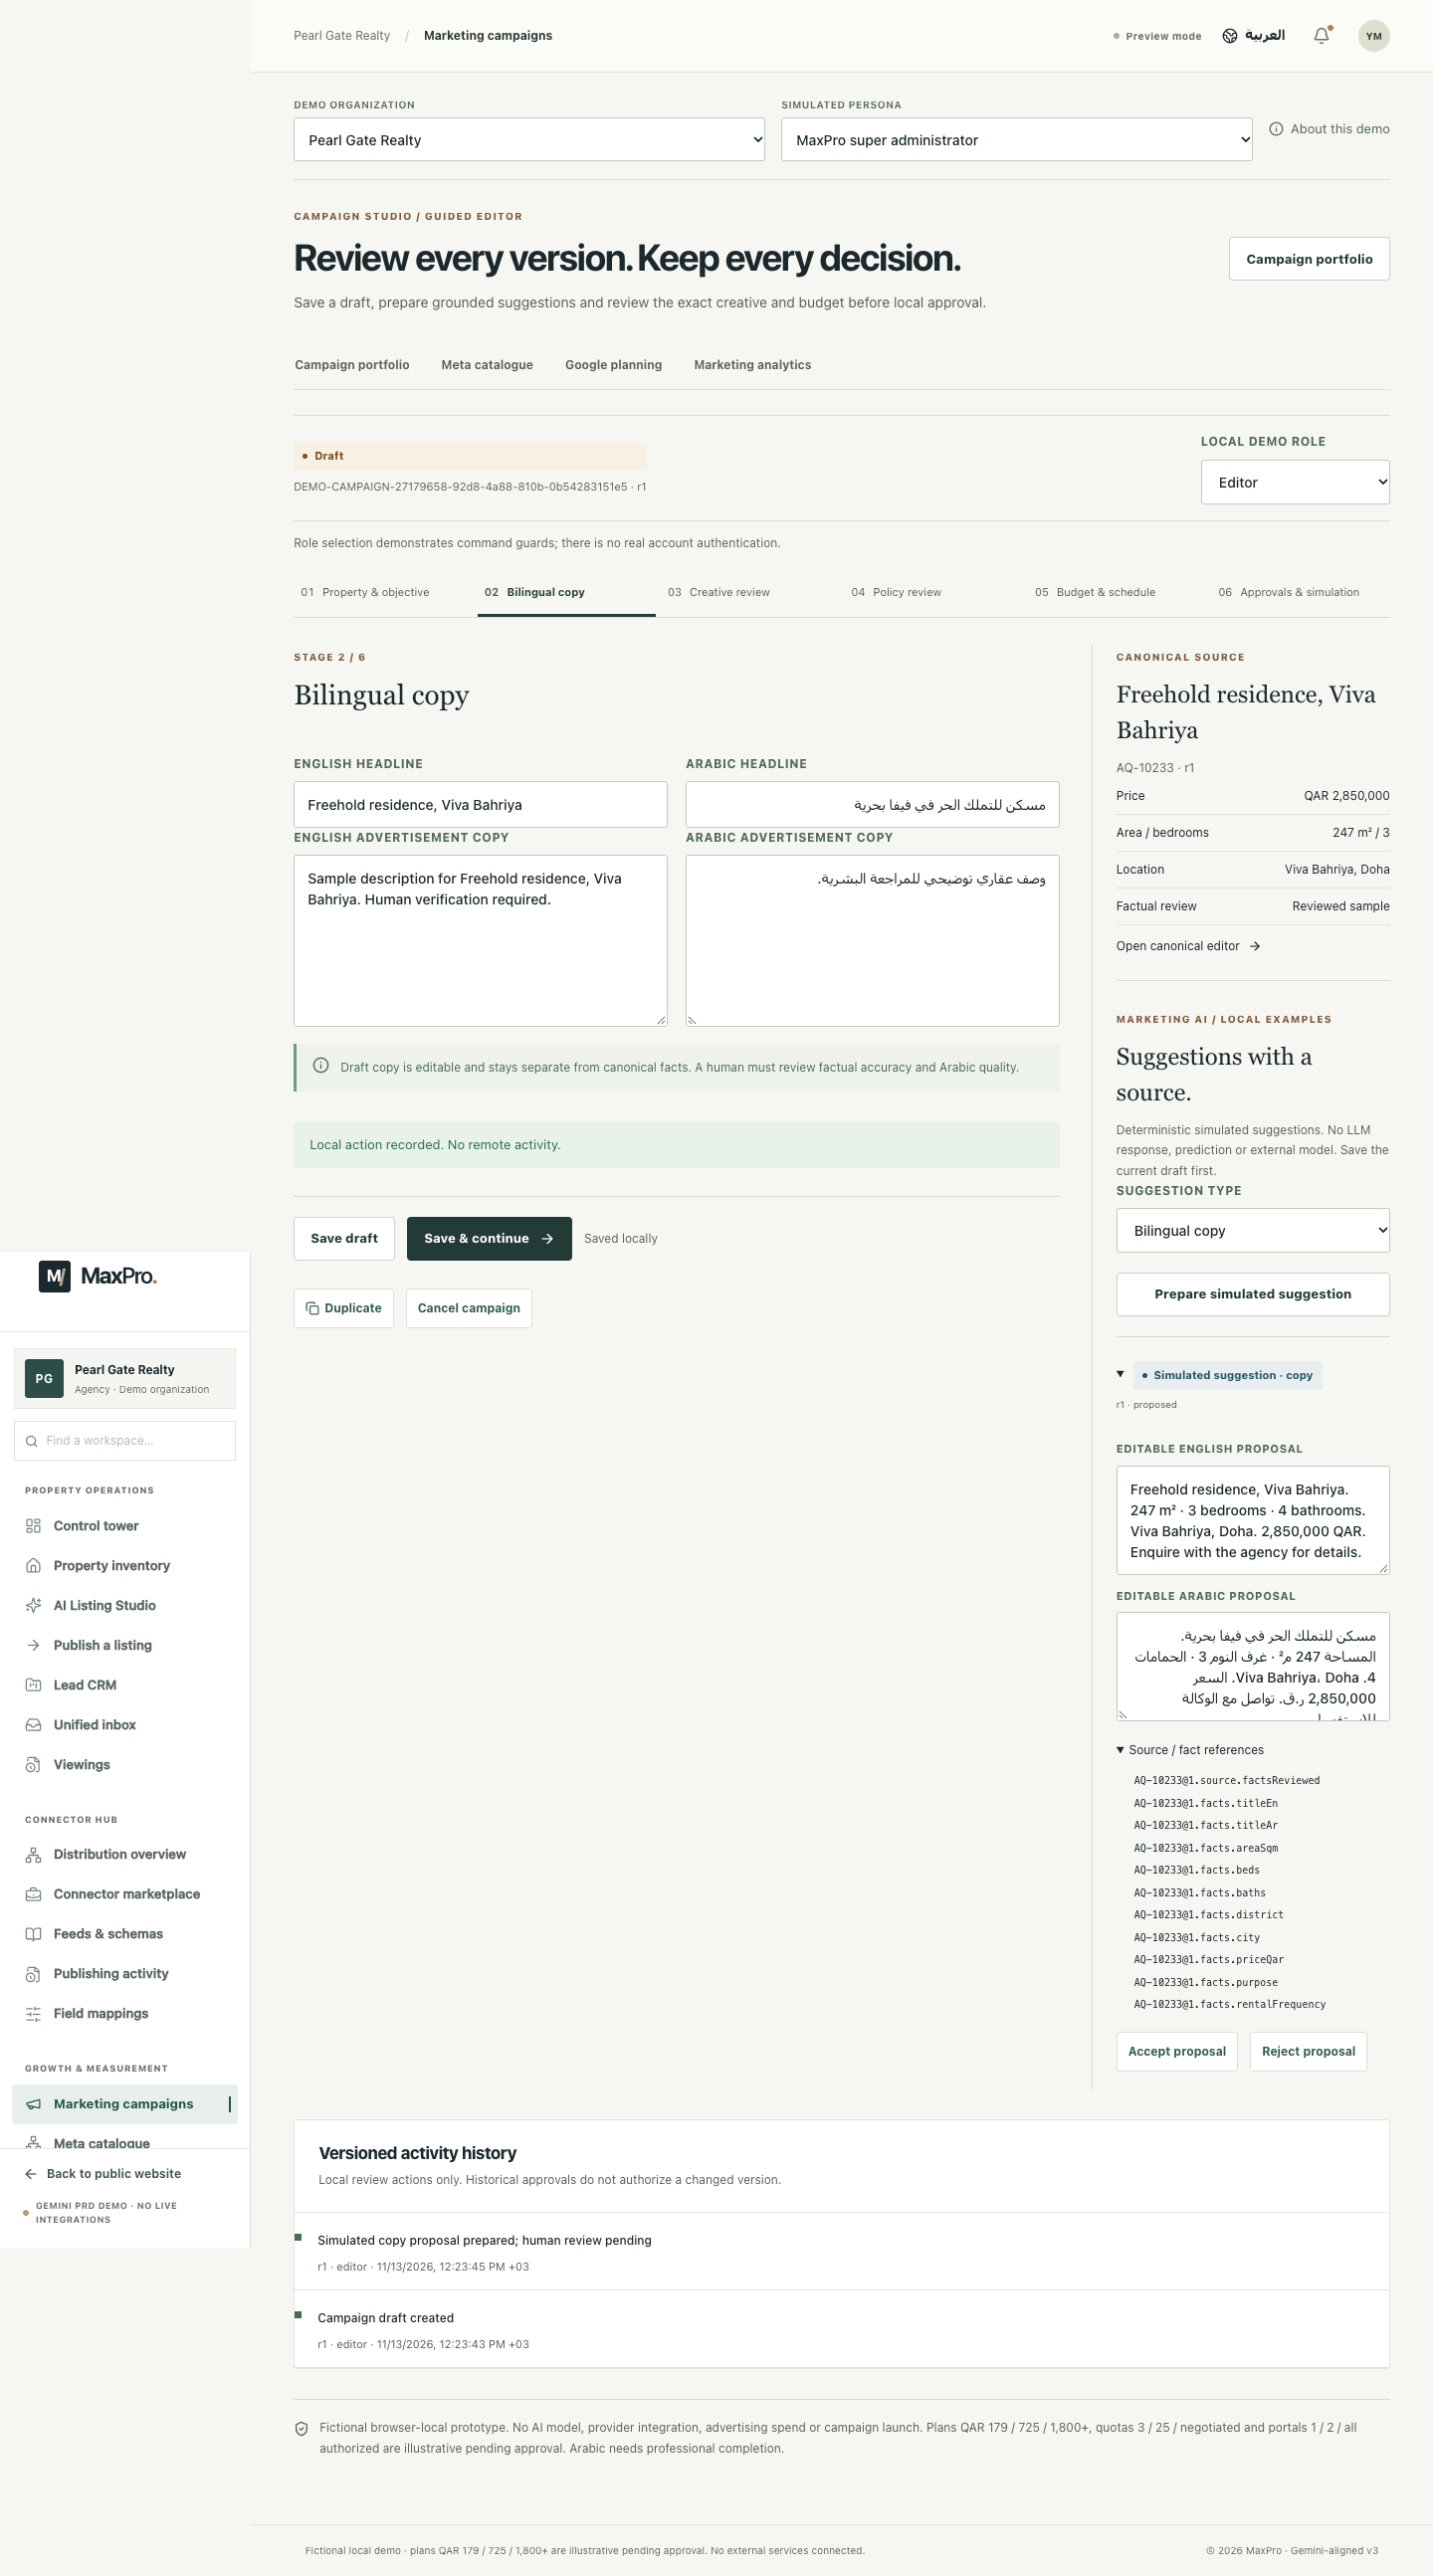 Pearl Gate Realty / Marketing campaigns
Preview mode
العربية
YM
DEMO ORGANIZATION
Pearl Gate Realty
SIMULATED PERSONA
MaxPro super administrator
About this demo
CAMPAIGN STUDIO / GUIDED EDITOR
Review every version. Keep every decision.
Save a draft, prepare grounded suggestions and review the exact creative and budget before local approval.
Campaign portfolio
Campaign portfolio
Meta catalogue
Google planning
Marketing analytics
Draft
DEMO-CAMPAIGN-27179658-92d8-4a88-810b-0b54283151e5 · r1
LOCAL DEMO ROLE
Editor
Role selection demonstrates command guards; there is no real account authentication.
01 Property & objective
02 Bilingual copy
03 Creative review
04 Policy review
05 Budget & schedule
06 Approvals & simulation
STAGE 2 / 6
Bilingual copy
ENGLISH HEADLINE
Freehold residence, Viva Bahriya
ARABIC HEADLINE
مسكن للتملك الحر في فيفا بحرية
ENGLISH ADVERTISEMENT COPY
Sample description for Freehold residence, Viva
Bahriya. Human verification required.
ARABIC ADVERTISEMENT COPY
وصف عقاري توضيحي للمراجعة البشرية.
Draft copy is editable and stays separate from canonical facts. A human must review factual accuracy and Arabic quality.
Local action recorded. No remote activity.
Save draft
Save & continue
Saved locally
Duplicate
Cancel campaign
CANONICAL SOURCE
Freehold residence, Viva
Bahriya
AQ-10233 · r1
Price QAR 2,850,000
Area / bedrooms 247 m² / 3
Location Viva Bahriya, Doha
Factual review Reviewed sample
Open canonical editor
MARKETING AI / LOCAL EXAMPLES
Suggestions with a
source.
Deterministic simulated suggestions. No LLM
response, prediction or external model. Save the
current draft first.
SUGGESTION TYPE
Bilingual copy
Prepare simulated suggestion
Simulated suggestion · copy
r1 · proposed
EDITABLE ENGLISH PROPOSAL
Freehold residence, Viva Bahriya.
247 m² · 3 bedrooms · 4 bathrooms.
Viva Bahriya, Doha. 2,850,000 QAR.
Enquire with the agency for details.
EDITABLE ARABIC PROPOSAL
مسكن للتملك الحر في فيفا بحرية.
المساحة 247 م² · غرف النوم 3 · الحمامات
4. Viva Bahriya، Doha. السعر
2,850,000 ر.ق. تواصل مع الوكالة
Source / fact references
AQ-10233@1.source.factsReviewed
AQ-10233@1.facts.titleEn
AQ-10233@1.facts.titleAr
AQ-10233@1.facts.areaSqm
AQ-10233@1.facts.beds
AQ-10233@1.facts.baths
AQ-10233@1.facts.district
AQ-10233@1.facts.city
AQ-10233@1.facts.priceQar
AQ-10233@1.facts.purpose
AQ-10233@1.facts.rentalFrequency
Accept proposal
Reject proposal
M/ MaxPro.
PG
Pearl Gate Realty
Agency · Demo organization
Find a workspace...
PROPERTY OPERATIONS
Control tower
Property inventory
AI Listing Studio
Publish a listing
Lead CRM
Unified inbox
Viewings
CONNECTOR HUB
Distribution overview
Connector marketplace
Feeds & schemas
Publishing activity
Field mappings
GROWTH & MEASUREMENT
Marketing campaigns
Meta catalogue
Back to public website
GEMINI PRD DEMO · NO LIVE
INTEGRATIONS
Versioned activity history
Local review actions only. Historical approvals do not authorize a changed version.
Simulated copy proposal prepared; human review pending
r1 · editor · 11/13/2026, 12:23:45 PM +03
Campaign draft created
r1 · editor · 11/13/2026, 12:23:43 PM +03
Fictional browser-local prototype. No AI model, provider integration, advertising spend or campaign launch. Plans QAR 179 / 725 / 1,800+, quotas 3 / 25 / negotiated and portals 1 / 2 / all
authorized are illustrative pending approval. Arabic needs professional completion.
Fictional local demo · plans QAR 179 / 725 / 1,800+ are illustrative pending approval. No external services connected.
© 2026 MaxPro · Gemini-aligned v3